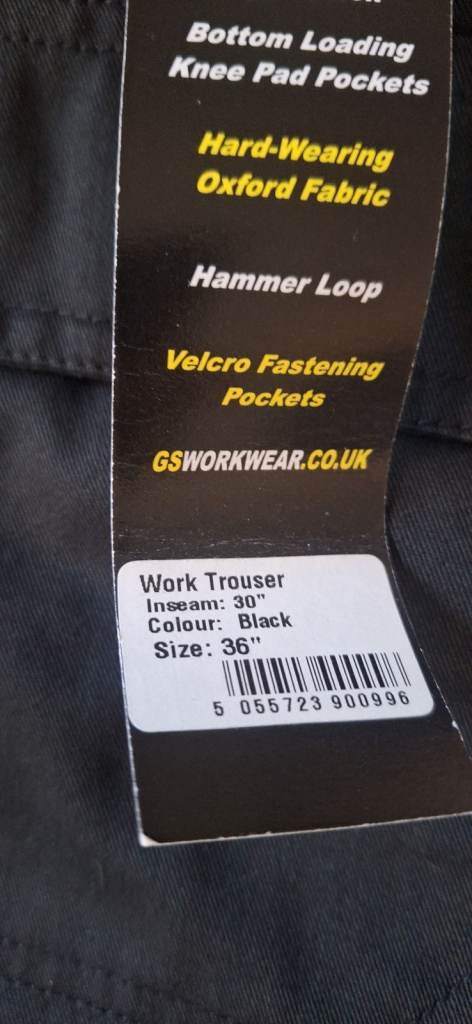 Bottom Loading
Knee Pad Pockets
Hard-Wearing
Oxford Fabric
Hammer Loop
Velcro Fastening
Pockets
GSWORKWEAR.CO.UK
Work Trouser
Inseam: 30"
Colour: Black
Size: 36"
5 055723 900996